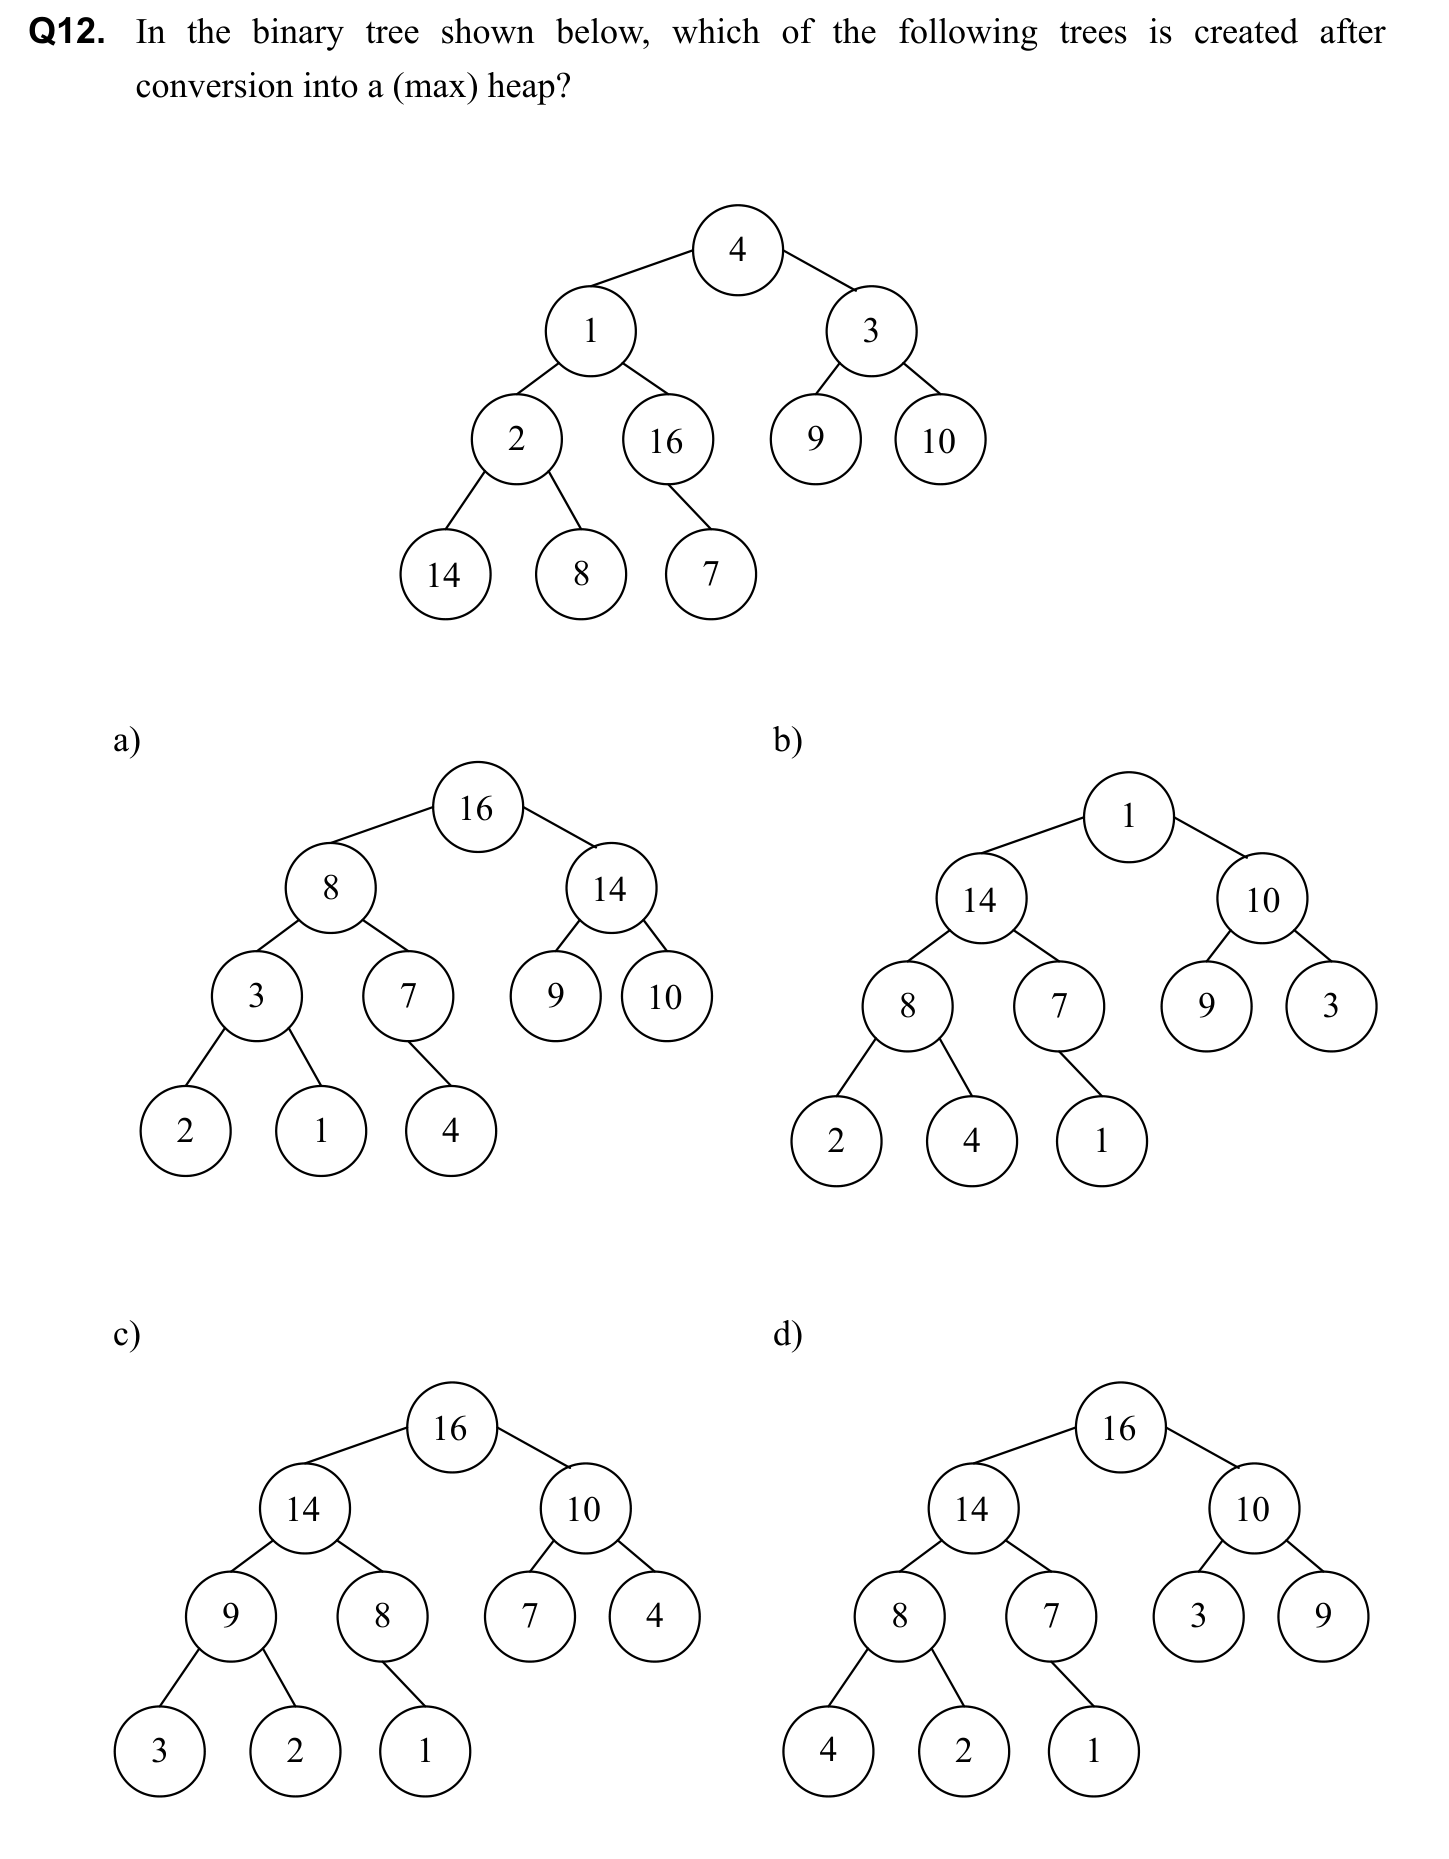 Q12. In the binary tree shown below, which of the following trees is created after
conversion into a (max) heap?
4
1 3
2 16 9 10
14 8 7
a) b)
16 1
8 14 14 10
3 7 9 10 8 7 9 3
2 1 4 2 4 1
c) d)
16 16
14 10 14 10
9 8 7 4 8 7 3 9
3 2 1 4 2 1